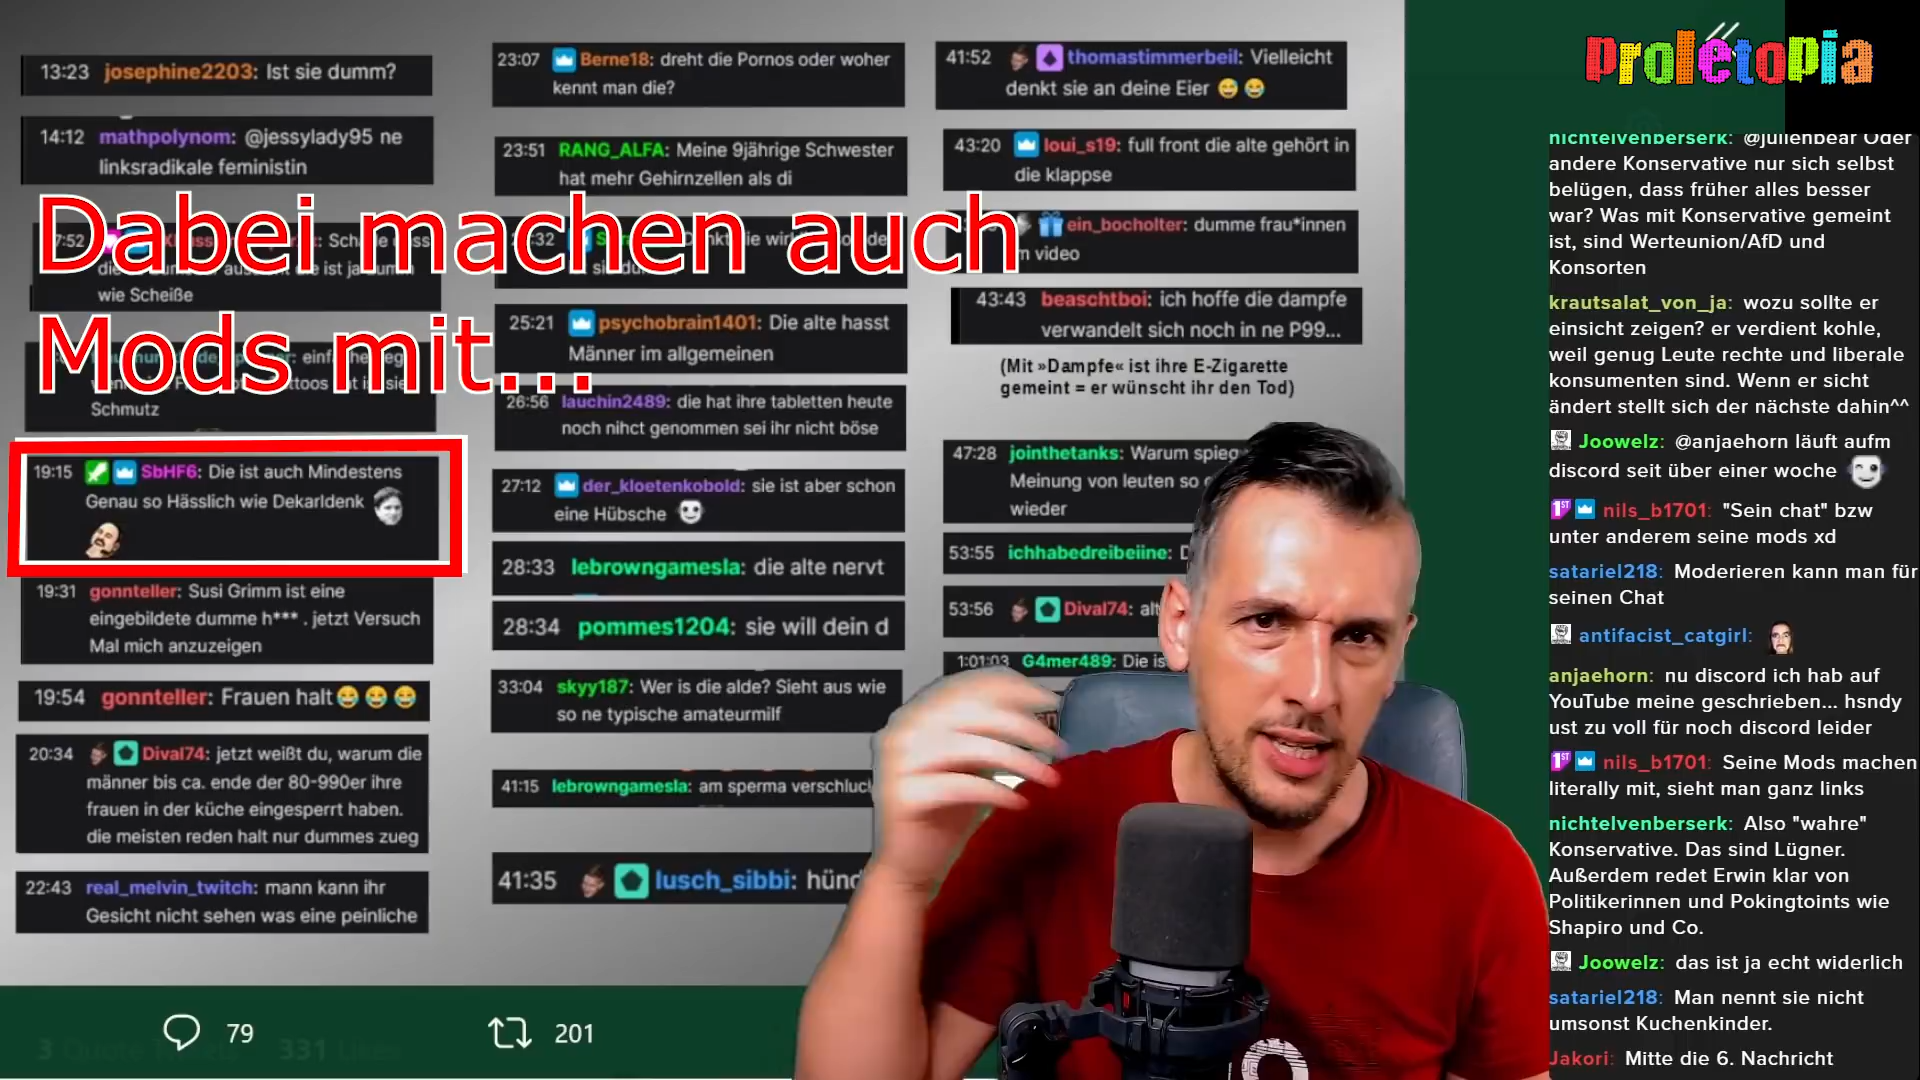 13:23 josephine2203: Ist sie dumm?
14:12 mathpolynom: @jessylady95 ne
linksradikale feministin
die ist ja
wie Scheiße
Schmutz
19:15 SbHF6: Die ist auch Mindestens
Genau so Hässlich wie Dekarldenk
19:31 gonnteller: Susi Grimm ist eine
eingebildete dumme h*** . jetzt Versuch
Mal mich anzuzeigen
19:54 gonnteller: Frauen halt
20:34 Dival74: jetzt weißt du, warum die
männer bis ca. ende der 80-990er ihre
frauen in der küche eingesperrt haben.
die meisten reden halt nur dummes zueg
22:43 real_melvin_twitch: mann kann ihr
Gesicht nicht sehen was eine peinliche
Dabei machen auch
Mods mit...
23:07 Berne18: dreht die Pornos oder woher
kennt man die?
23:51 RANG_ALFA: Meine 9jährige Schwester
hat mehr Gehirnzellen als di
25:21 psychobrain1401: Die alte hasst
Männer im allgemeinen
26:56 lauchin2489: die hat ihre tabletten heute
noch nihct genommen sei ihr nicht böse
27:12 der_kloetenkobold: sie ist aber schon
eine Hübsche
28:33 lebrowngamesla: die alte nervt
28:34 pommes1204: sie will dein d
33:04 skyy187: Wer is die alde? Sieht aus wie
so ne typische amateurmilf
41:15 lebrowngamesla: am sperma verschluc
41:35 lusch_sibbi: hünd
41:52 thomastimmerbeil: Vielleicht
denkt sie an deine Eier
43:20 loui_s19: full front die alte gehört in
die klappse
ein_bocholter: dumme frau*innen
video
43:43 beaschtboi: ich hoffe die dampfe
verwandelt sich noch in ne P99...
(Mit »Dampfe« ist ihre E-Zigarette
gemeint = er wünscht ihr den Tod)
47:28 jointhetanks: Warum spieg
Meinung von leuten so
wieder
53:55 ichhabedreibeiine: D
53:56 Dival74: alt
1:01:03 G4mer489: Die is
79
201
331 Likes
Proletopia
nichtelvenberserk: @julienbear Oder
andere Konservative nur sich selbst
belügen, dass früher alles besser
war? Was mit Konservative gemeint
ist, sind Werteunion/AfD und
Konsorten
krautsalat_von_ja: wozu sollte er
einsicht zeigen? er verdient kohle,
weil genug Leute rechte und liberale
konsumenten sind. Wenn er sicht
ändert stellt sich der nächste dahin^^
Joowelz: @anjaehorn läuft aufm
discord seit über einer woche
nils_b1701: "Sein chat" bzw
unter anderem seine mods xd
satariel218: Moderieren kann man für
seinen Chat
antifacist_catgirl:
anjaehorn: nu discord ich hab auf
YouTube meine geschrieben... hsndy
ust zu voll für noch discord leider
nils_b1701: Seine Mods machen
literally mit, sieht man ganz links
nichtelvenberserk: Also "wahre"
Konservative. Das sind Lügner.
Außerdem redet Erwin klar von
Politikerinnen und Pokingtoints wie
Shapiro und Co.
Joowelz: das ist ja echt widerlich
satariel218: Man nennt sie nicht
umsonst Kuchenkinder.
Jakori: Mitte die 6. Nachricht